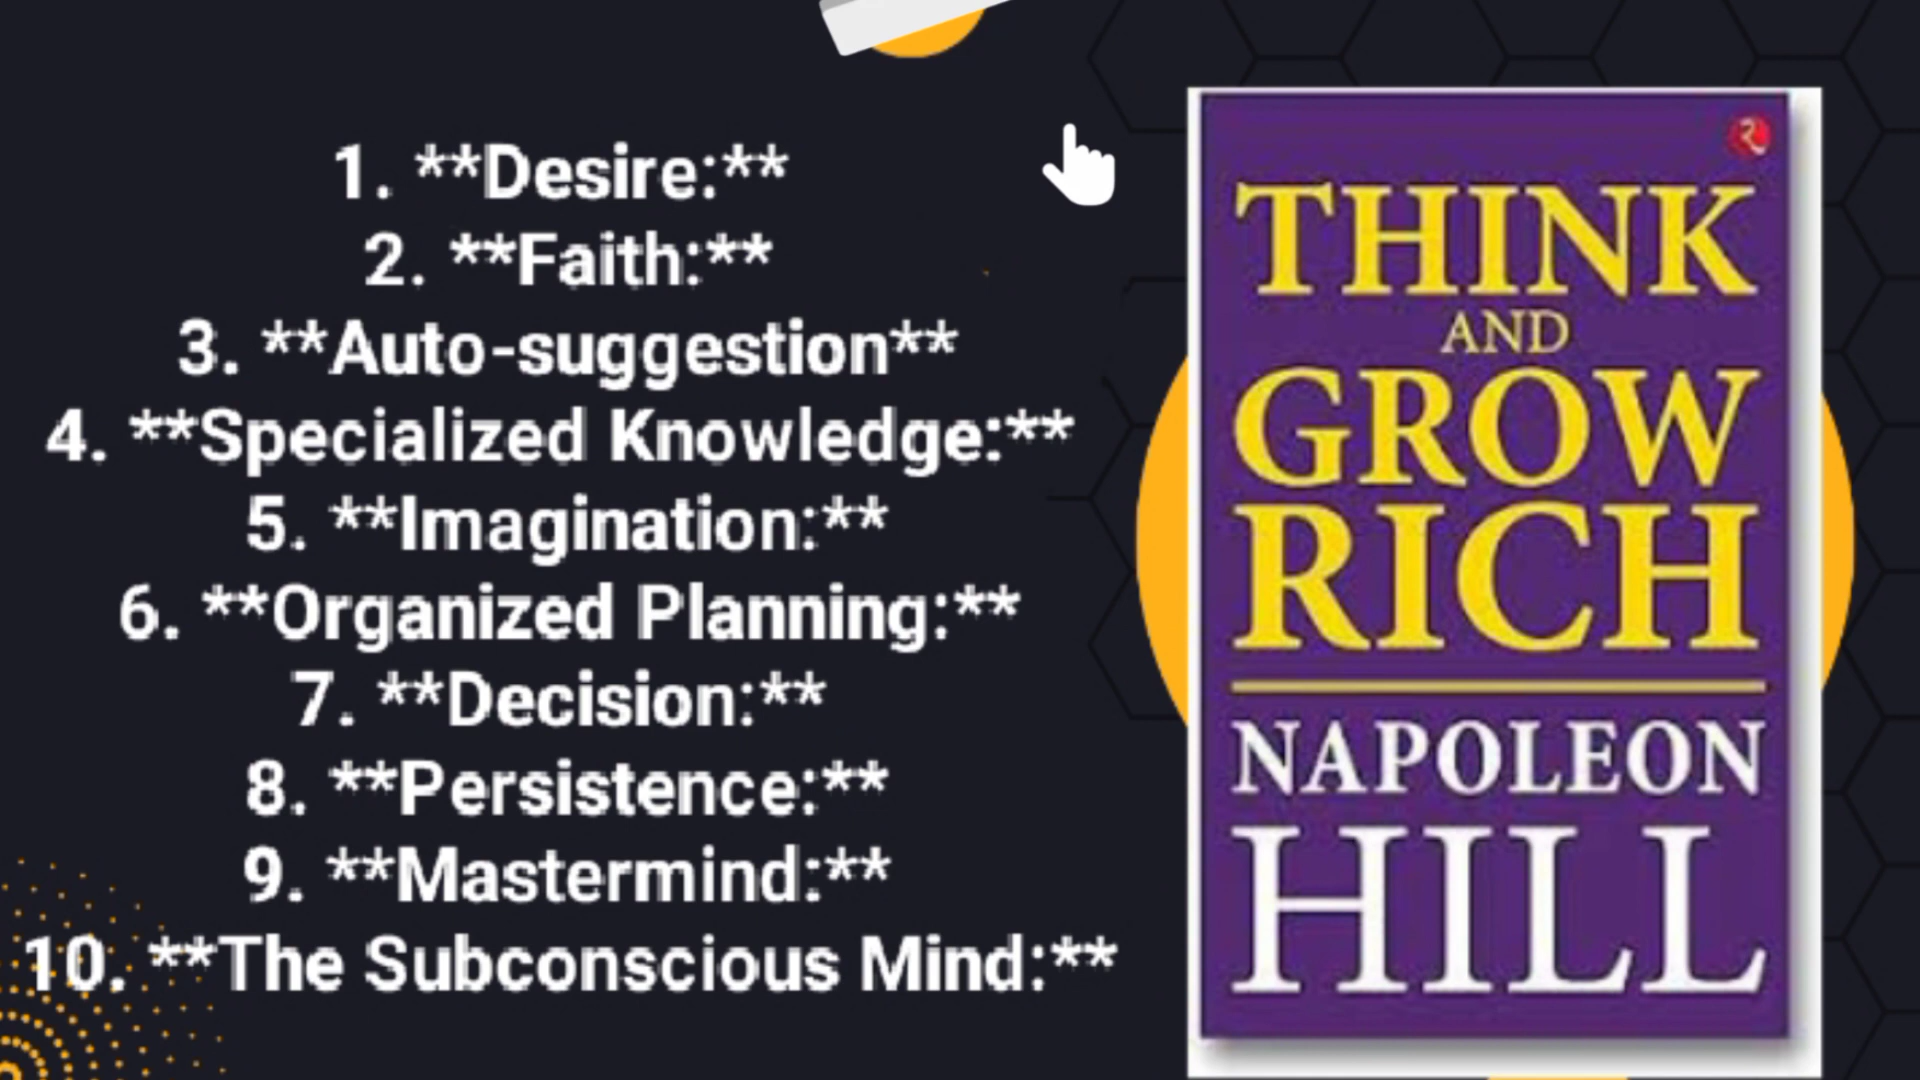 1. **Desire:**
2. **Faith:**
3. **Auto-suggestion**
4. **Specialized Knowledge:**
5. **Imagination:**
6. **Organized Planning:**
7. **Decision:**
8. **Persistence:**
9. **Mastermind:**
10. **The Subconscious Mind:**
THINK
AND
GROW
RICH
NAPOLEON
HILL